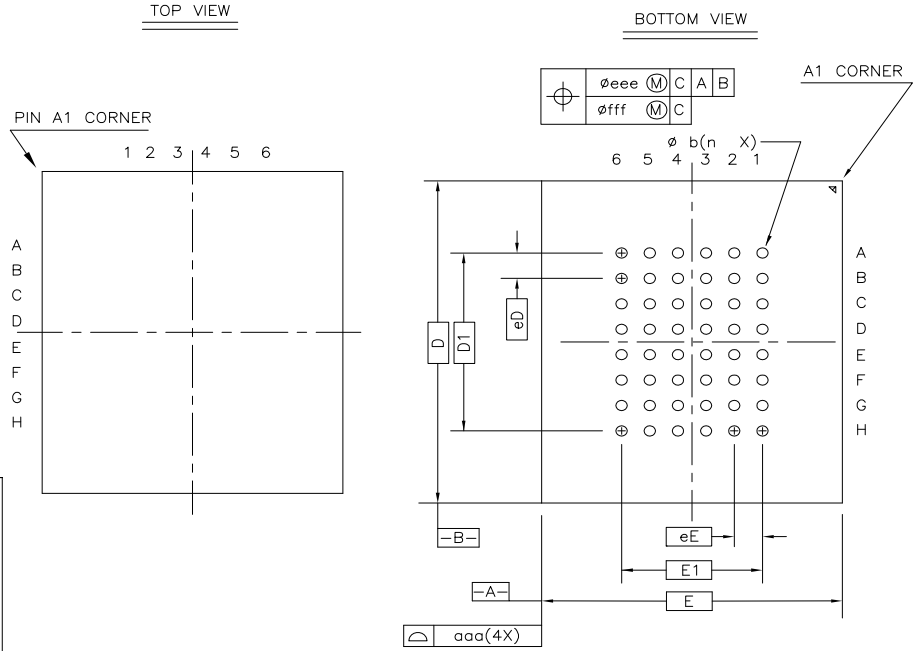 TOP VIEW
PIN A1 CORNER
1 2 3 4 5 6
A
B
C
D
E
F
G
H
BOTTOM VIEW
A1 CORNER
Øeee Ⓜ C A B
Øfff Ⓜ C
Ø b(n X)
6 5 4 3 2 1
A
B
C
D
E
F
G
H
D
D1
eD
eE
E1
E
-B-
-A-
aaa(4X)